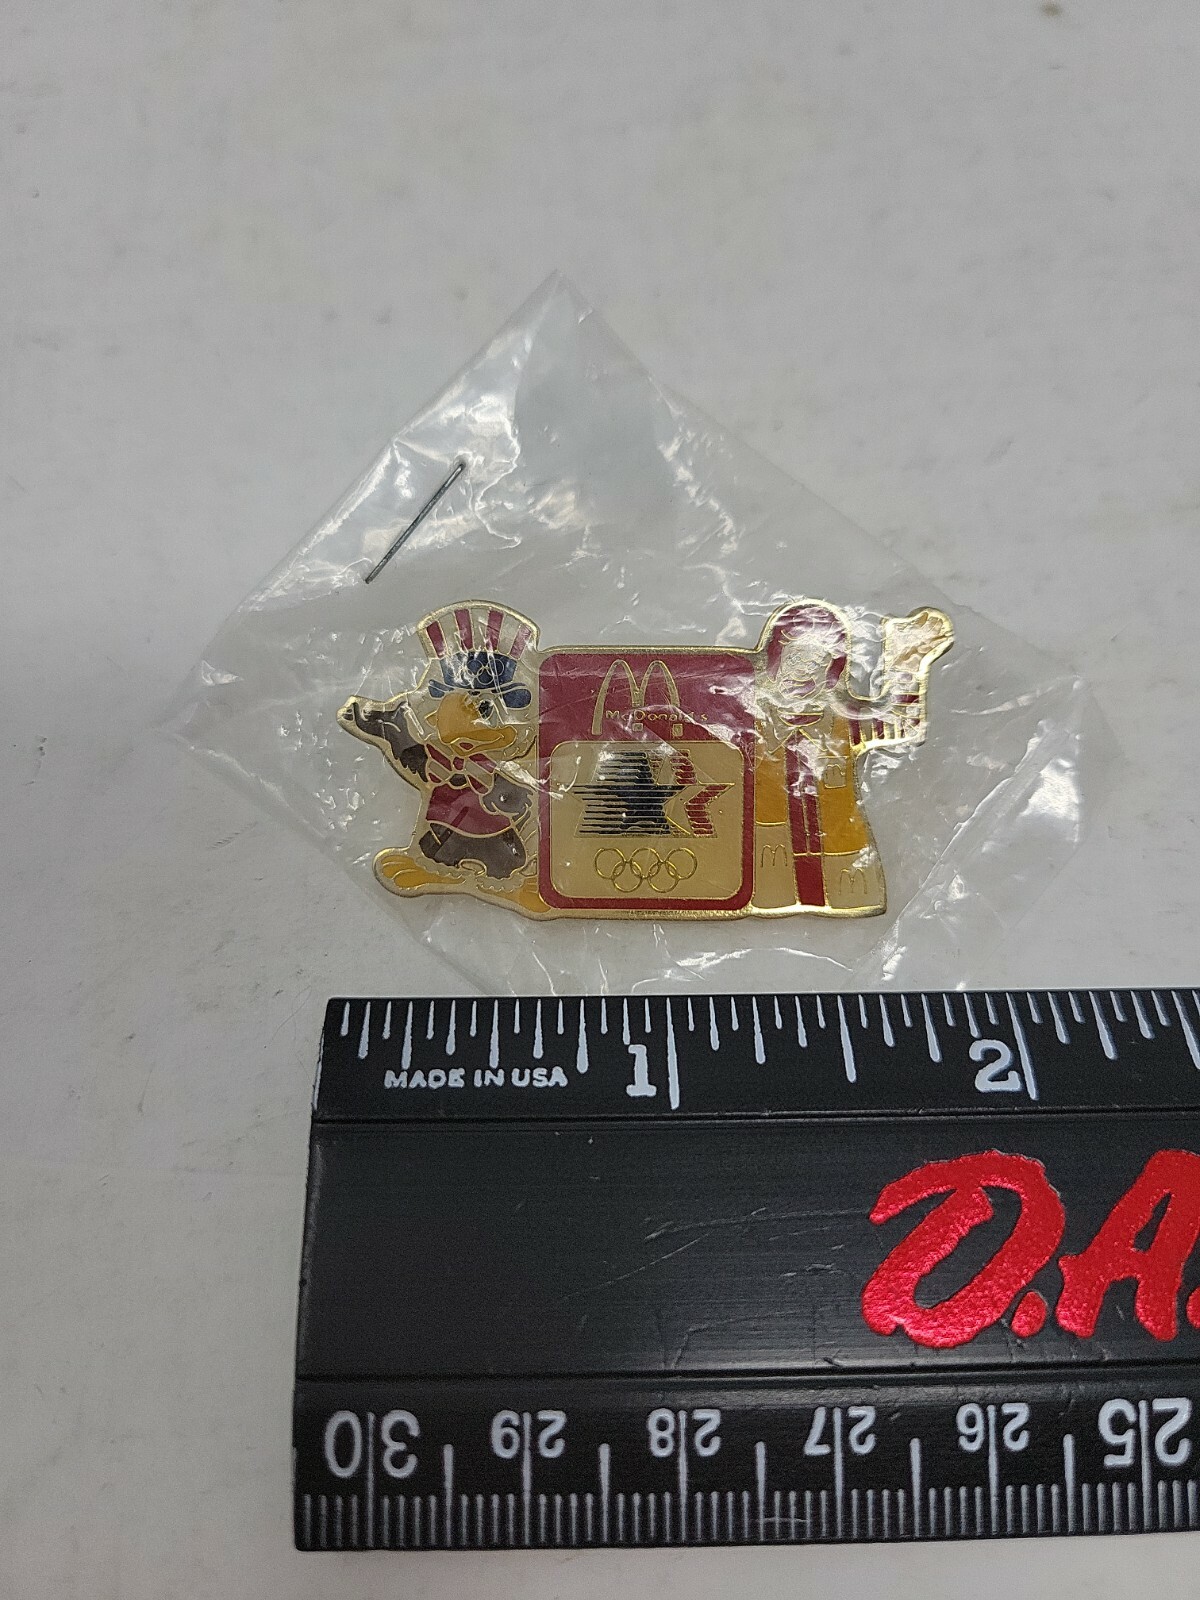 McDonald's
MADE IN USA
1 2
D.A.
30 29 28 27 26 25